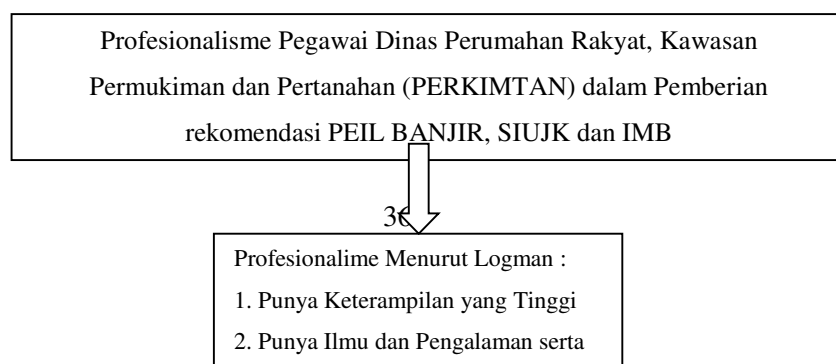 Profesionalisme Pegawai Dinas Perumahan Rakyat, Kawasan
Permukiman dan Pertanahan (PERKIMTAN) dalam Pemberian
rekomendasi PEIL BANJIR, SIUJK dan IMB
Profesionalime Menurut Logman :
1. Punya Keterampilan yang Tinggi
2. Punya Ilmu dan Pengalaman serta